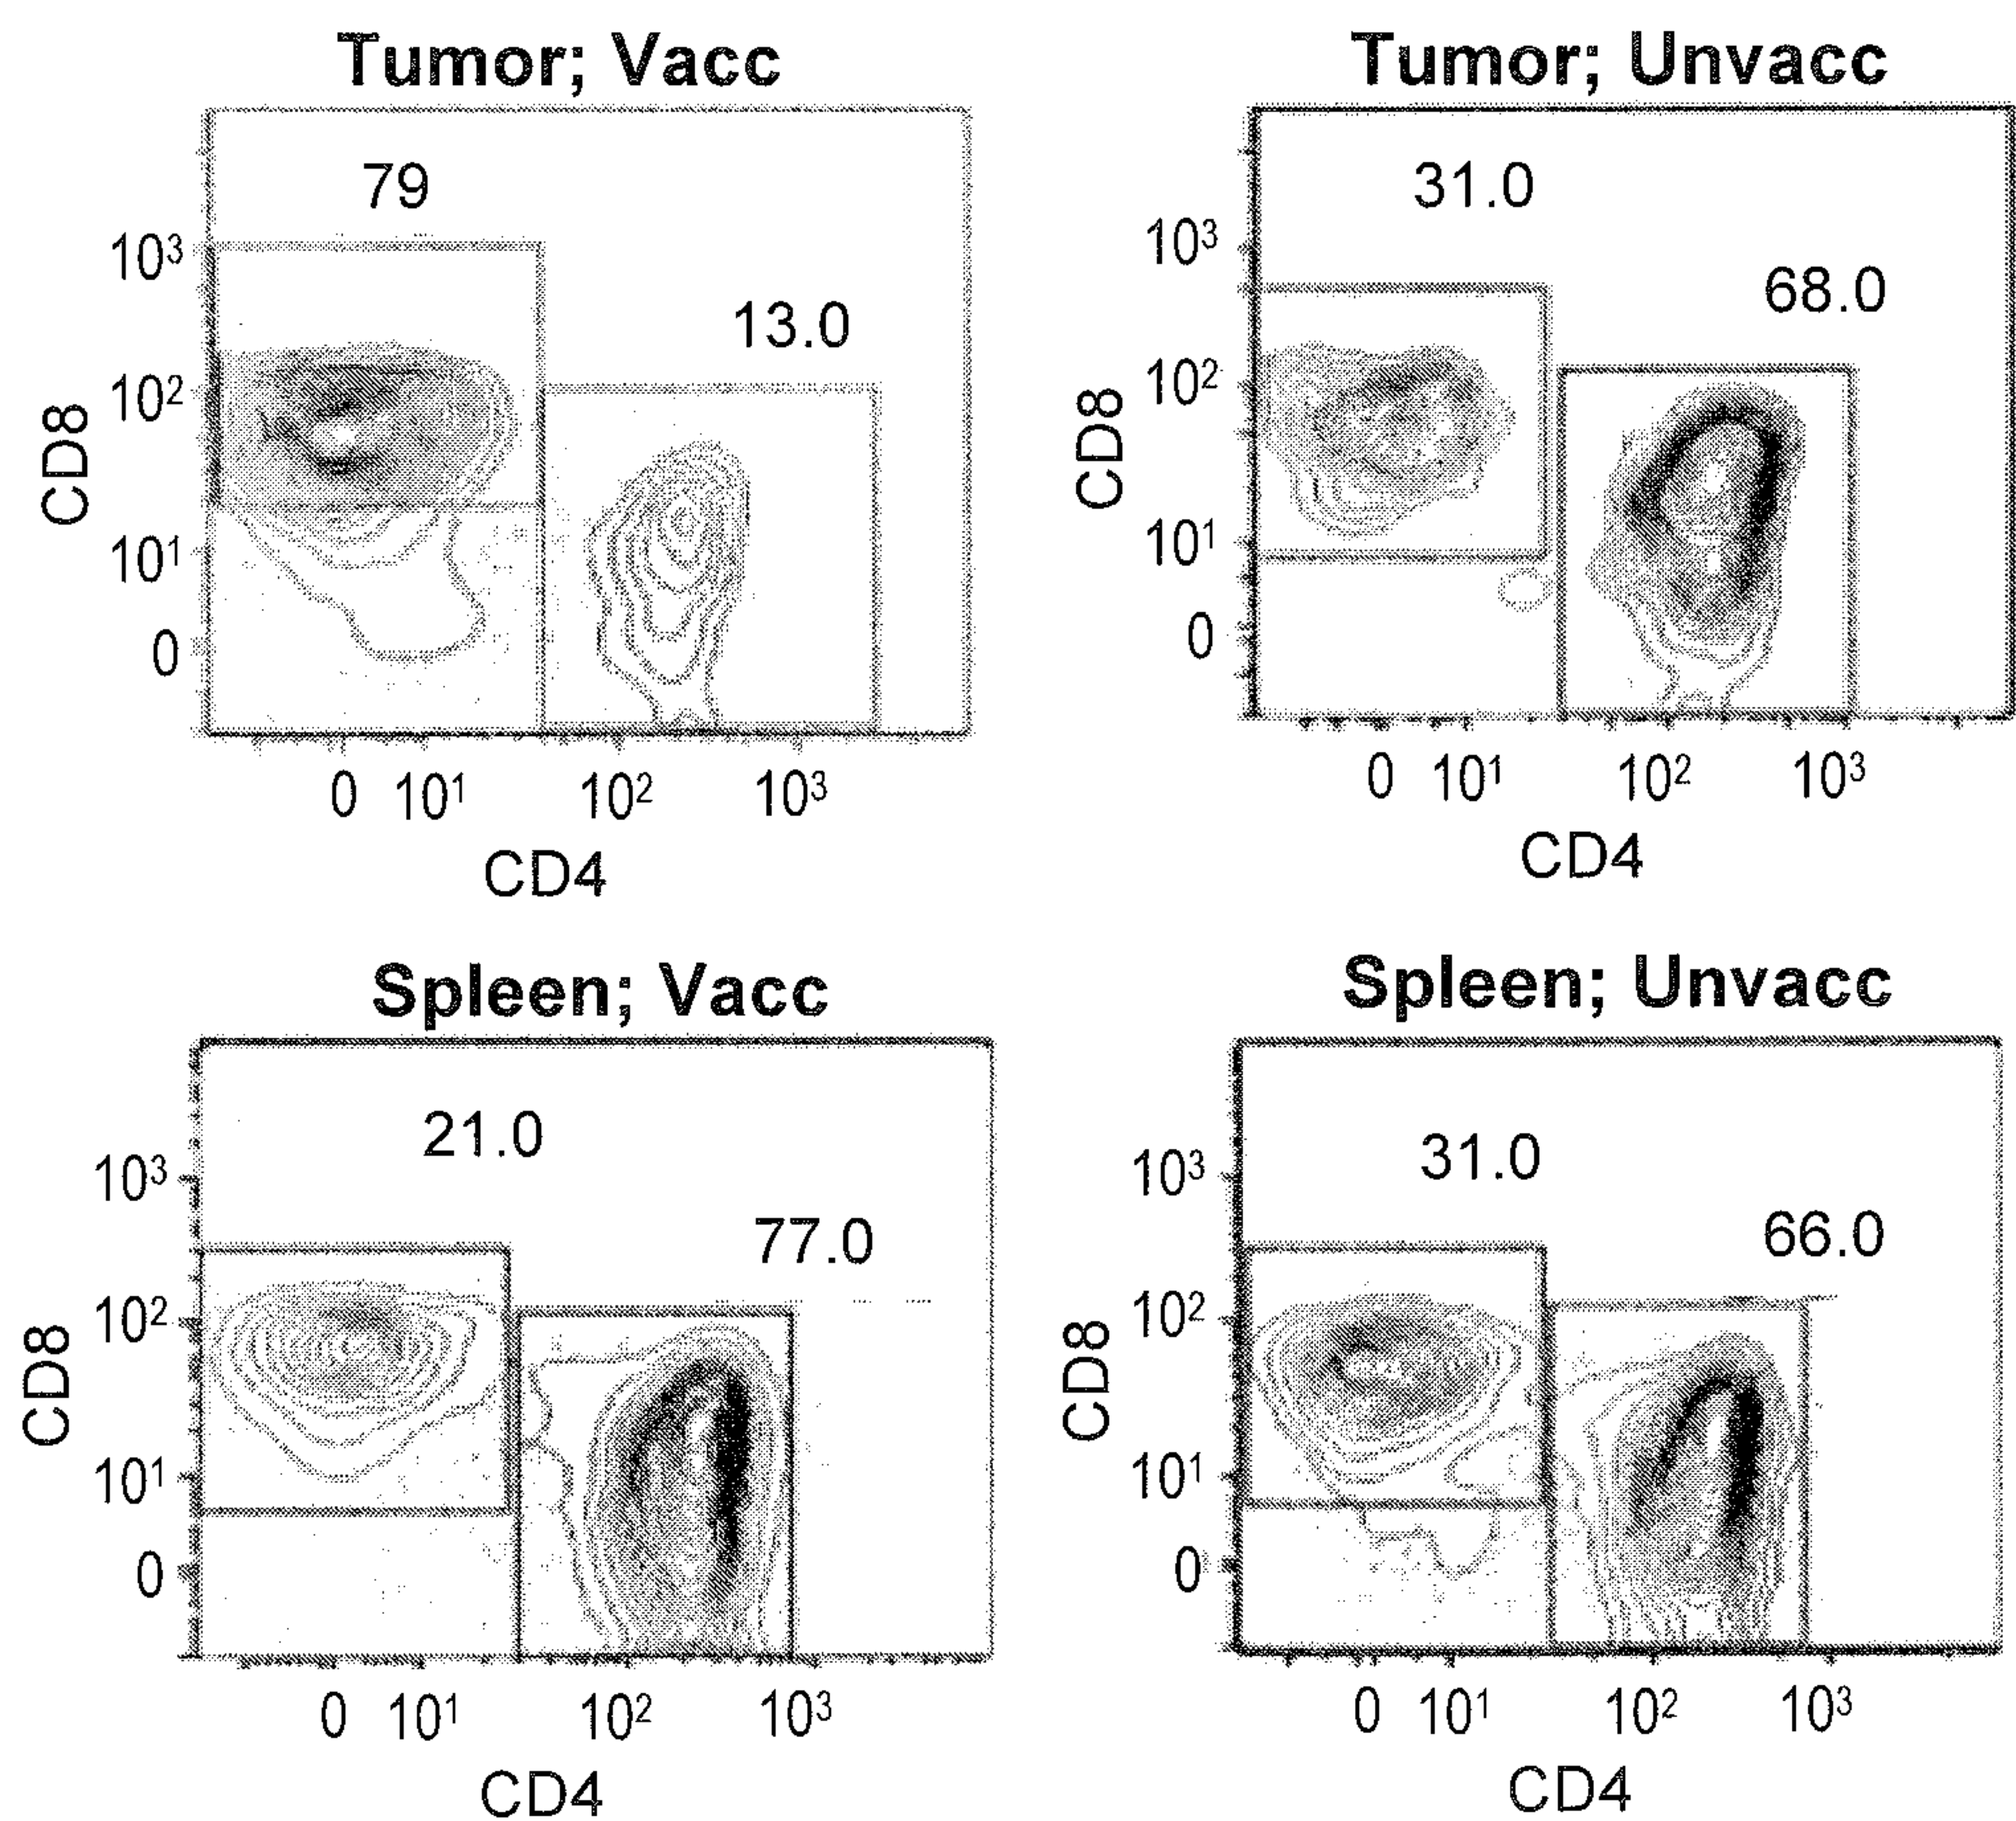 Tumor; Vacc
79
13.0
10³
10²
10¹
0
CD8
0 10¹ 10² 10³
CD4
Tumor; Unvacc
31.0
68.0
10³
10²
10¹
0
CD8
0 10¹ 10² 10³
CD4
Spleen; Vacc
21.0
77.0
10³
10²
10¹
0
CD8
0 10¹ 10² 10³
CD4
Spleen; Unvacc
31.0
66.0
10³
10²
10¹
0
CD8
0 10¹ 10² 10³
CD4